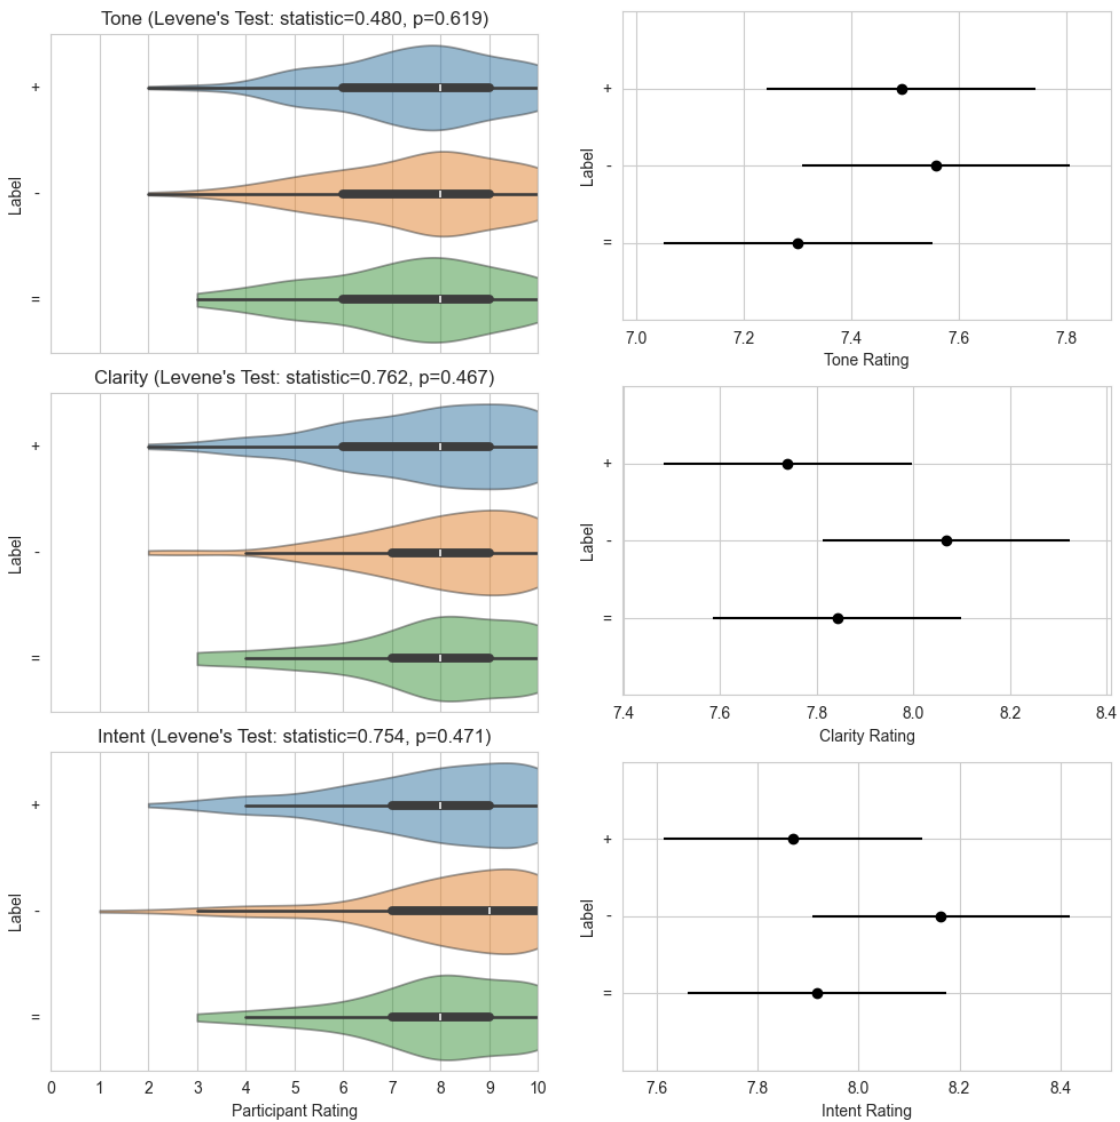 Tone (Levene's Test: statistic=0.480, p=0.619)
Label
+
-
=
Label
+
-
=
7.0 7.2 7.4 7.6 7.8
Tone Rating
Clarity (Levene's Test: statistic=0.762, p=0.467)
Label
+
-
=
Label
+
-
=
7.4 7.6 7.8 8.0 8.2 8.4
Clarity Rating
Intent (Levene's Test: statistic=0.754, p=0.471)
Label
+
-
=
0 1 2 3 4 5 6 7 8 9 10
Participant Rating
Label
+
-
=
7.6 7.8 8.0 8.2 8.4
Intent Rating